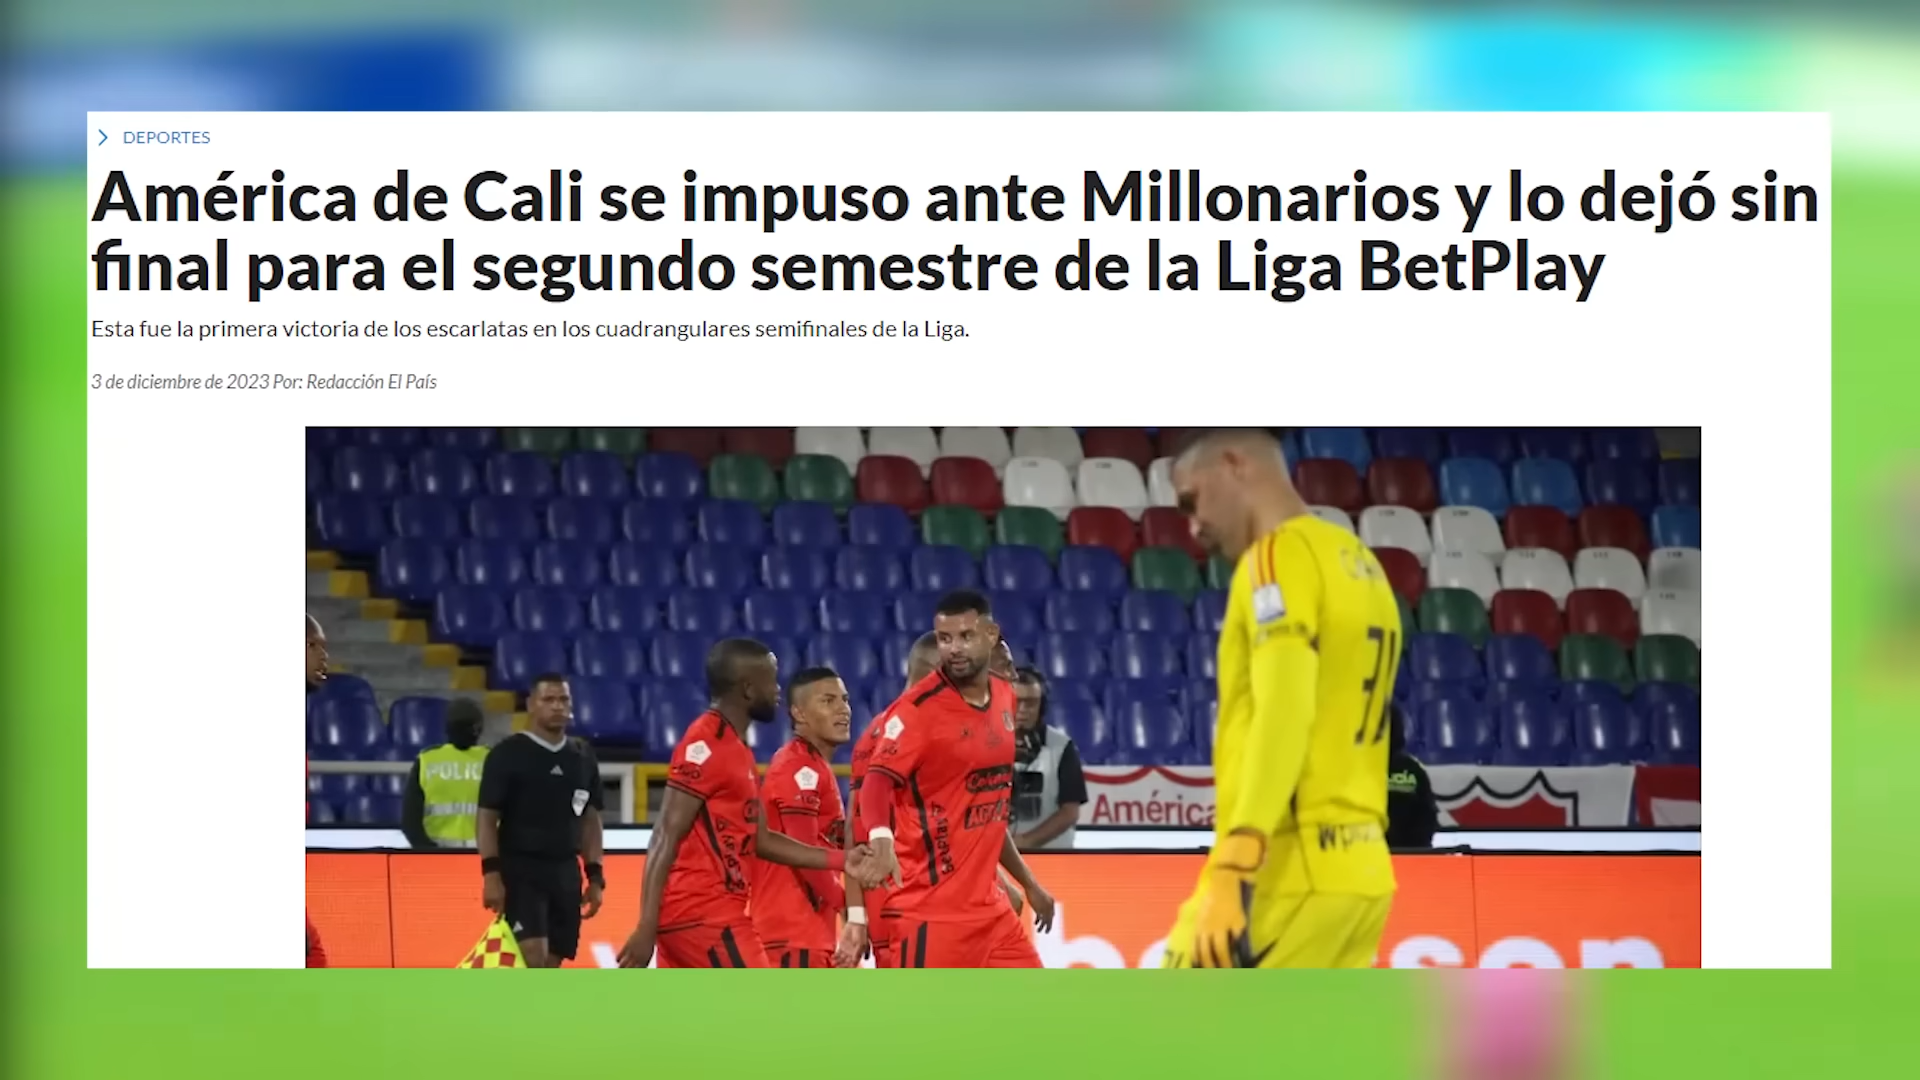 DEPORTES
América de Cali se impuso ante Millonarios y lo dejó sin
final para el segundo semestre de la Liga BetPlay
Esta fue la primera victoria de los escarlatas en los cuadrangulares semifinales de la Liga.
3 de diciembre de 2023 Por: Redacción El País
31
América
betPlay